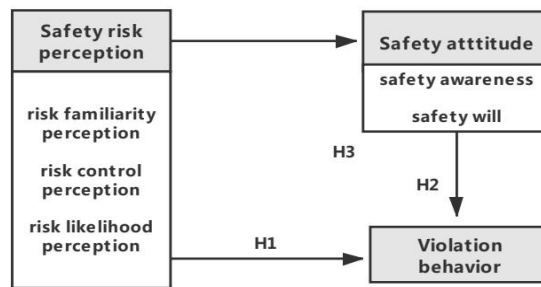 Safety risk
perception
risk familiarity
perception
risk control
perception
risk likelihood
perception
Safety atttitude
safety awareness
safety will
H3
H2
H1
Violation
behavior